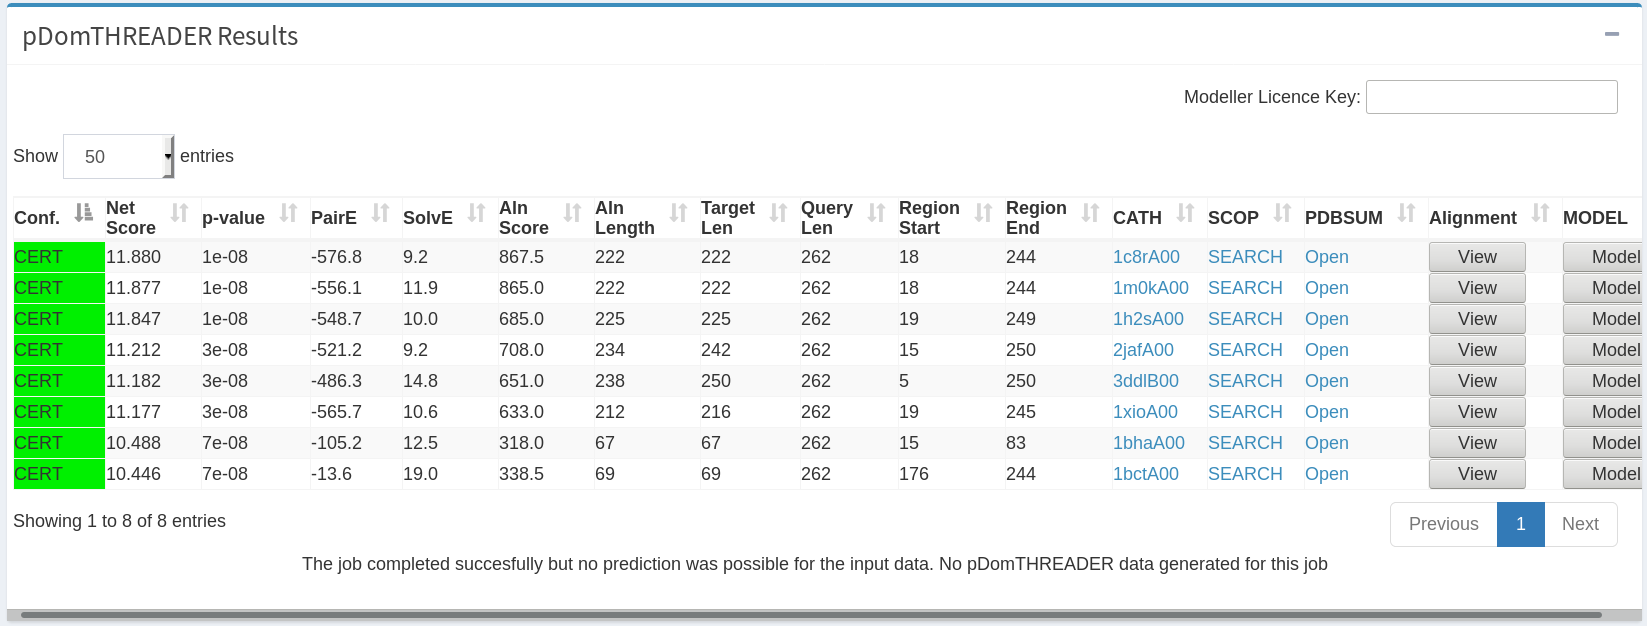 pDomTHREADER Results
Modeller Licence Key:
Show 50 entries
Conf. Net Score p-value PairE SolvE Aln Score Aln Length Target Len Query Len Region Start Region End CATH SCOP PDBSUM Alignment MODEL
CERT 11.880 1e-08 -576.8 9.2 867.5 222 222 262 18 244 1c8rA00 SEARCH Open View Model
CERT 11.877 1e-08 -556.1 11.9 865.0 222 222 262 18 244 1m0kA00 SEARCH Open View Model
CERT 11.847 1e-08 -548.7 10.0 685.0 225 225 262 19 249 1h2sA00 SEARCH Open View Model
CERT 11.212 3e-08 -521.2 9.2 708.0 234 242 262 15 250 2jafA00 SEARCH Open View Model
CERT 11.182 3e-08 -486.3 14.8 651.0 238 250 262 5 250 3ddlB00 SEARCH Open View Model
CERT 11.177 3e-08 -565.7 10.6 633.0 212 216 262 19 245 1xioA00 SEARCH Open View Model
CERT 10.488 7e-08 -105.2 12.5 318.0 67 67 262 15 83 1bhaA00 SEARCH Open View Model
CERT 10.446 7e-08 -13.6 19.0 338.5 69 69 262 176 244 1bctA00 SEARCH Open View Model
Showing 1 to 8 of 8 entries
Previous 1 Next
The job completed succesfully but no prediction was possible for the input data. No pDomTHREADER data generated for this job